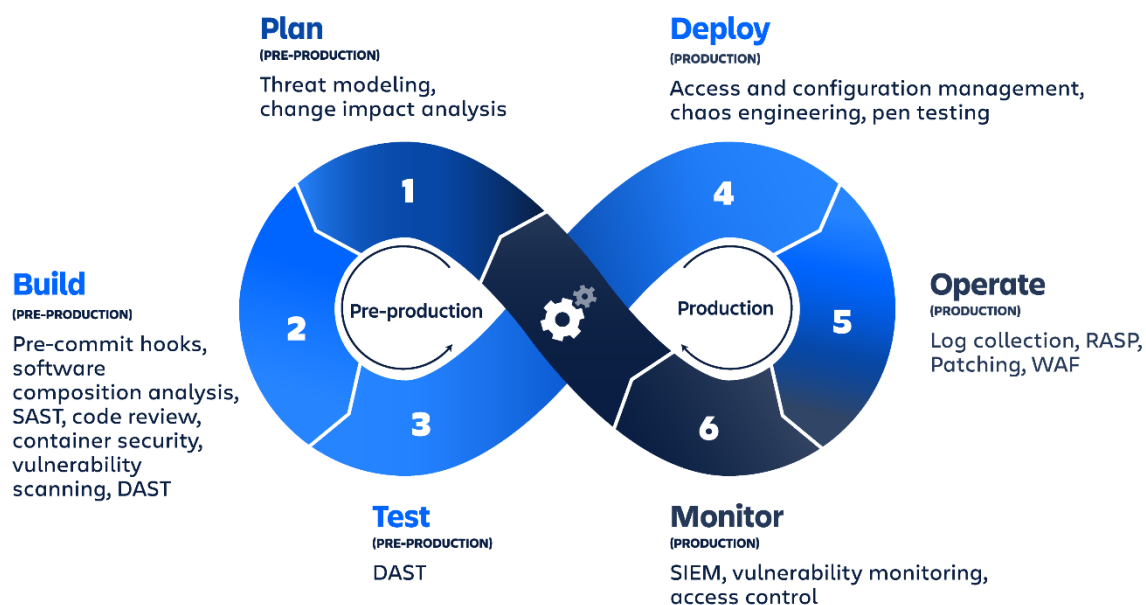 Plan
(PRE-PRODUCTION)
Threat modeling,
change impact analysis
Deploy
(PRODUCTION)
Access and configuration management,
chaos engineering, pen testing
1
4
Build
(PRE-PRODUCTION)
Pre-commit hooks,
software
composition analysis,
SAST, code review,
container security,
vulnerability
scanning, DAST
2
Pre-production
Production
5
Operate
(PRODUCTION)
Log collection, RASP,
Patching, WAF
3
6
Test
(PRE-PRODUCTION)
DAST
Monitor
(PRODUCTION)
SIEM, vulnerability monitoring,
access control